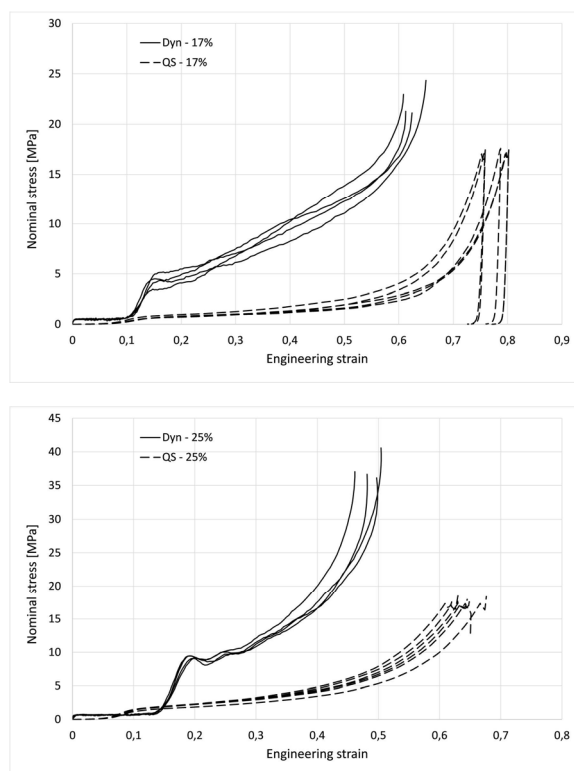 30
25
20
15
10
5
0
Nominal stress [MPa]
Dyn - 17%
QS - 17%
0 0,1 0,2 0,3 0,4 0,5 0,6 0,7 0,8 0,9
Engineering strain
45
40
35
30
25
20
15
10
5
0
Nominal stress [MPa]
Dyn - 25%
QS - 25%
0 0,1 0,2 0,3 0,4 0,5 0,6 0,7 0,8
Engineering strain